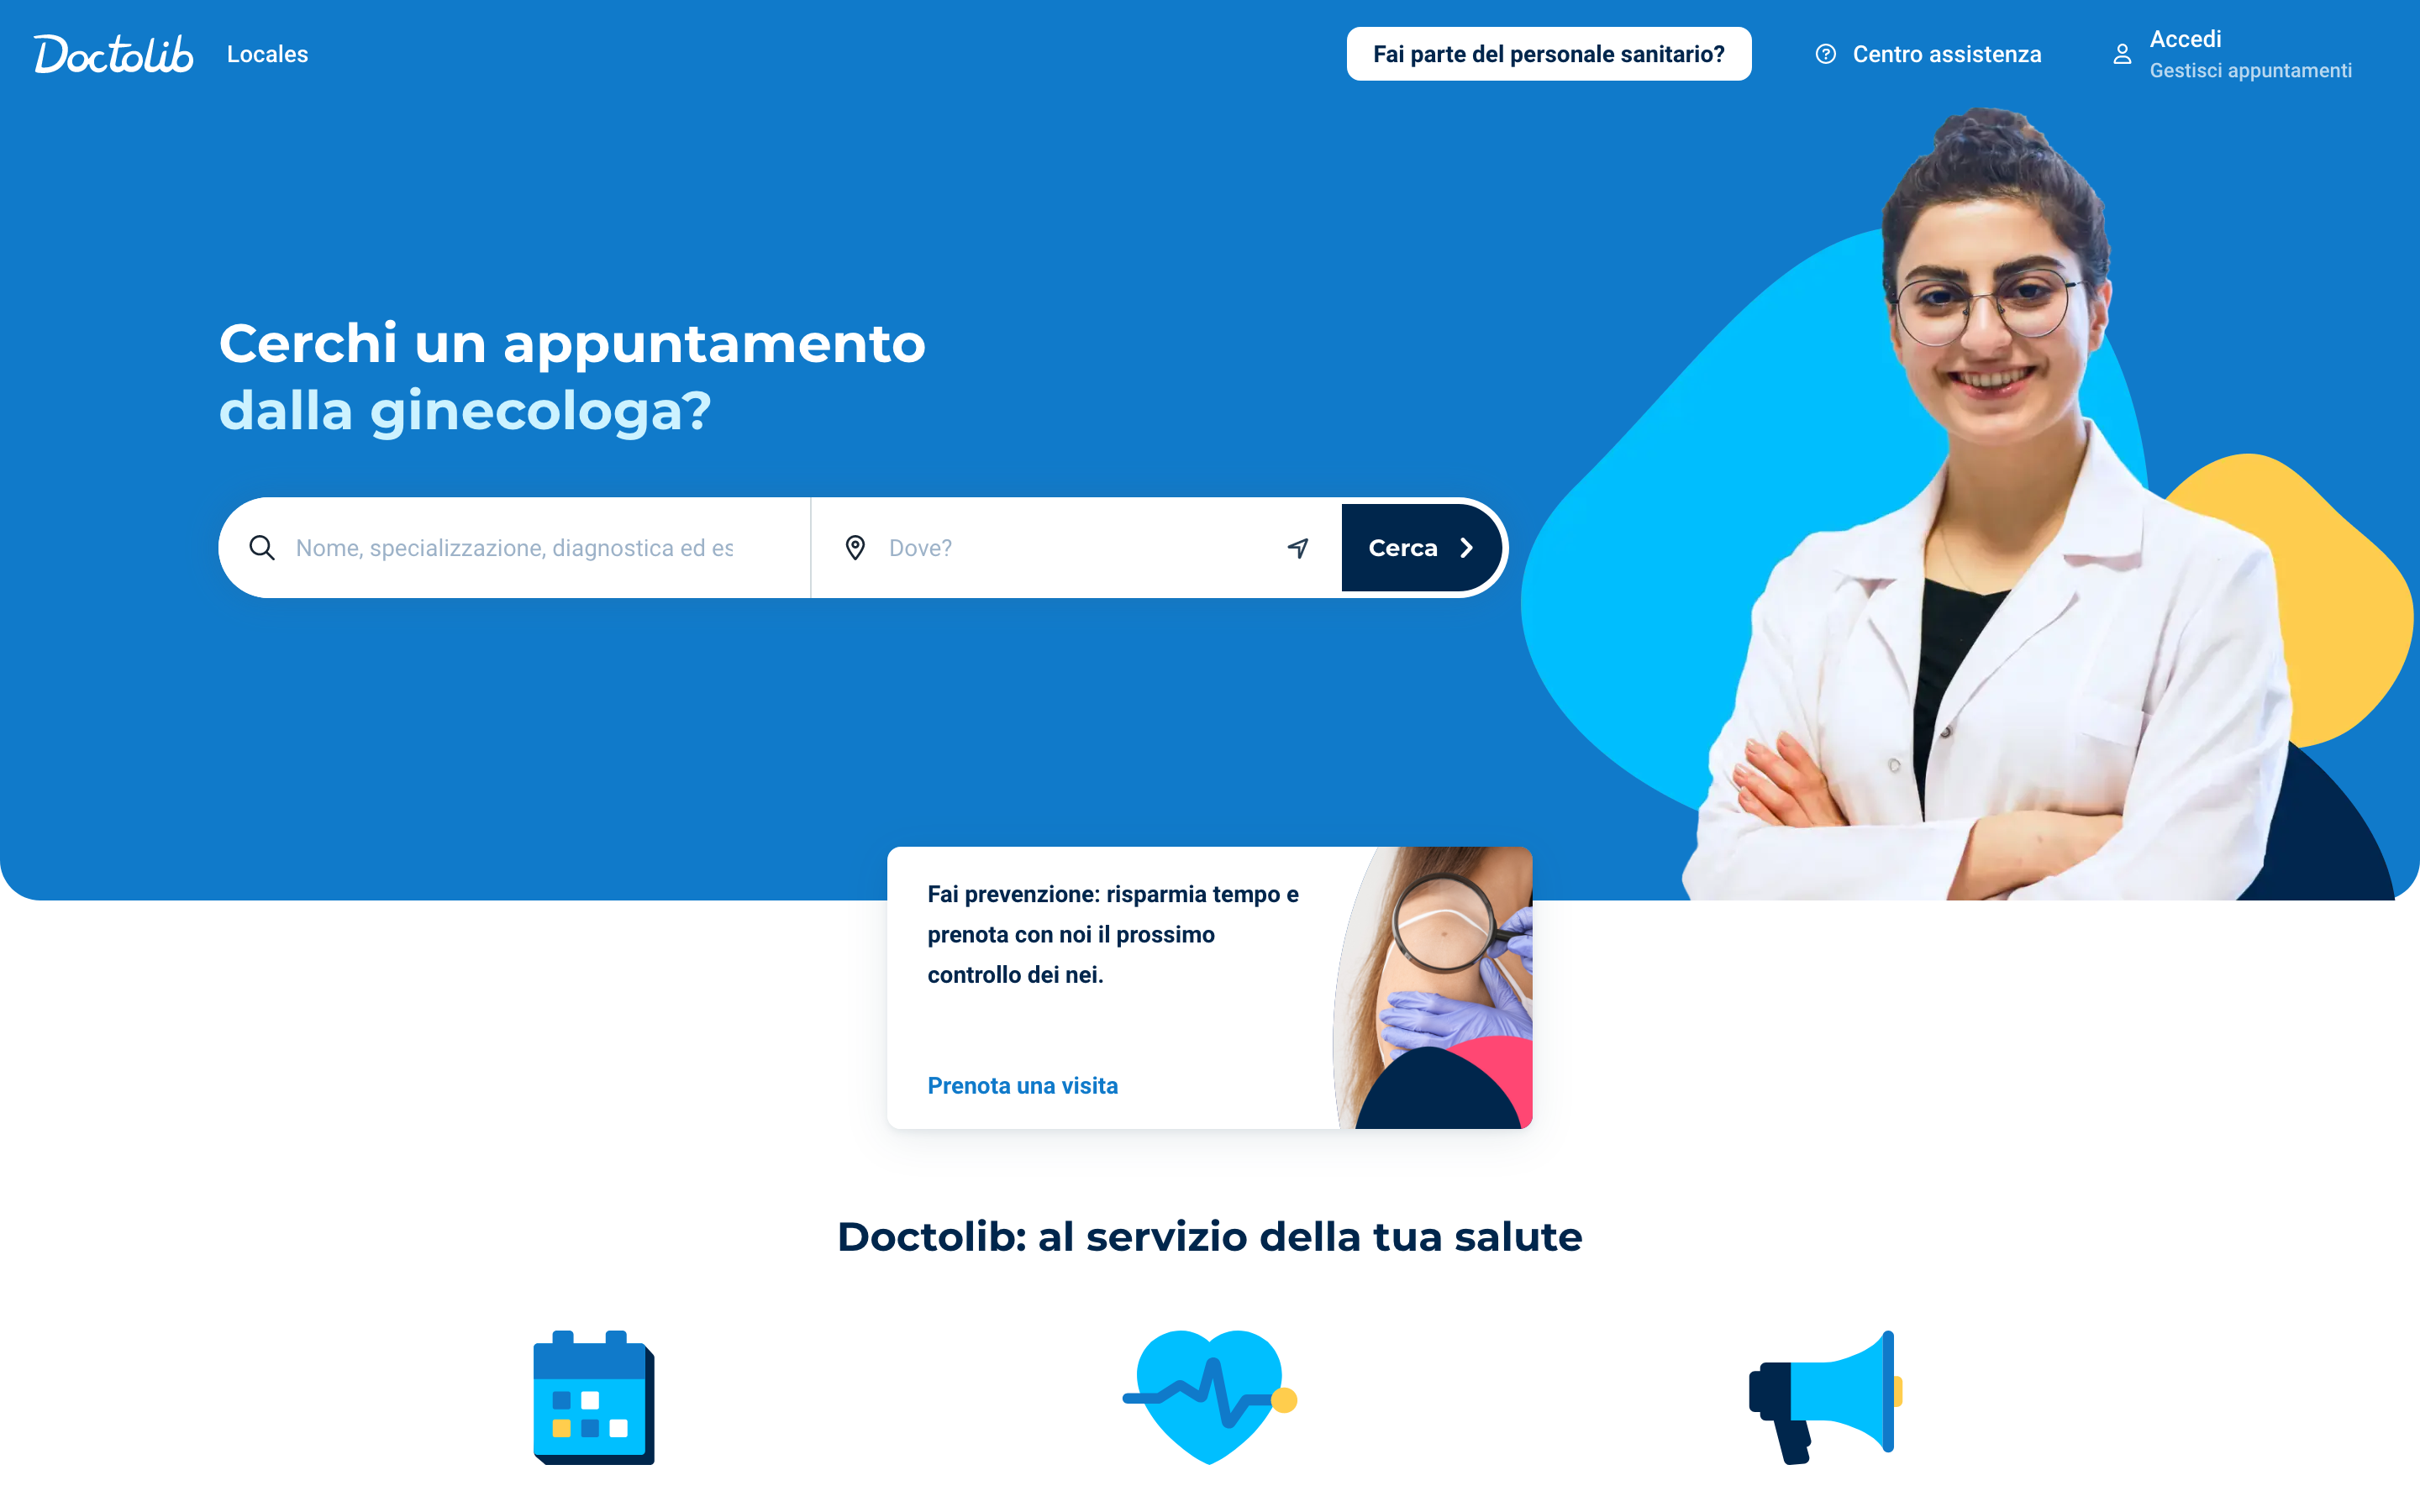 Doctolib
Locales
Fai parte del personale sanitario?
Centro assistenza
Accedi
Gestisci appuntamenti
Cerchi un appuntamento
dalla ginecologa?
Nome, specializzazione, diagnostica ed es
Dove?
Cerca
Fai prevenzione: risparmia tempo e
prenota con noi il prossimo
controllo dei nei.
Prenota una visita
Doctolib: al servizio della tua salute